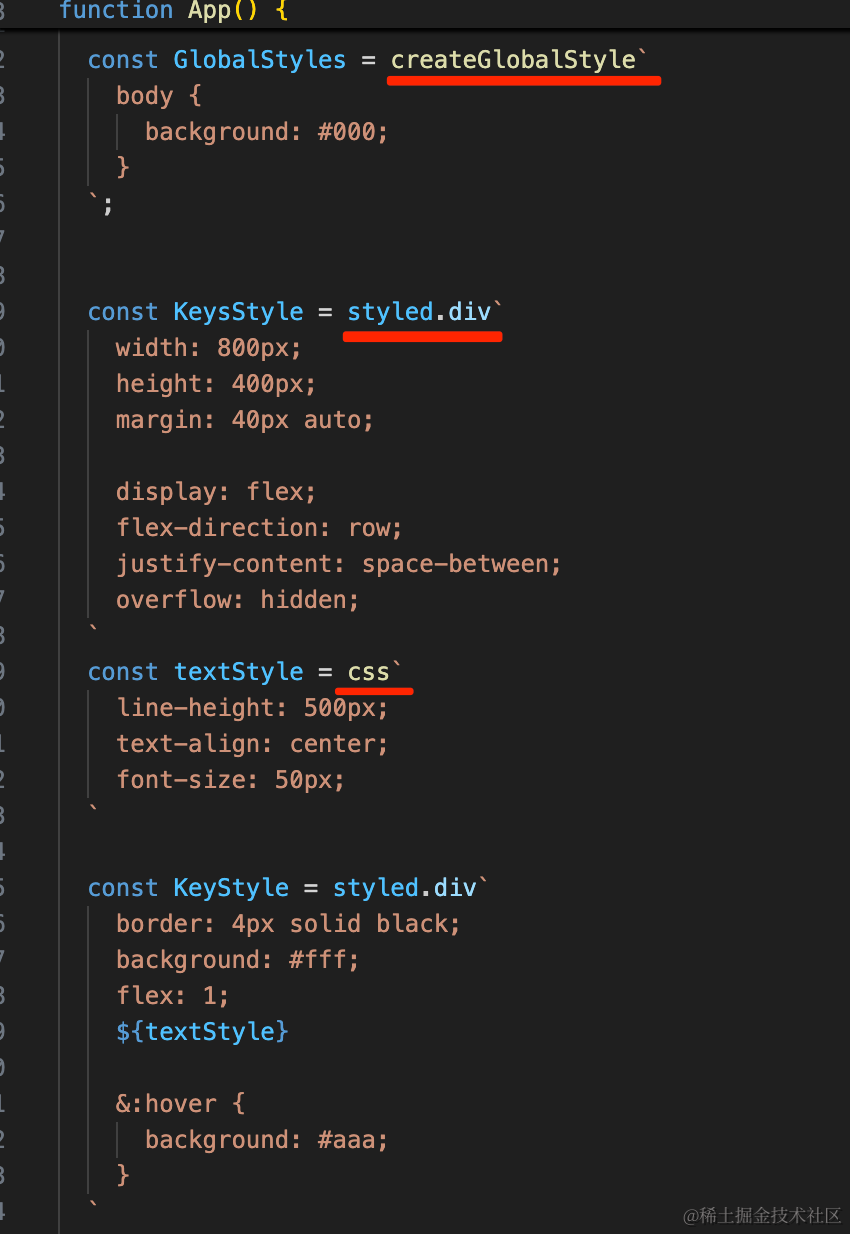 function App() {
const GlobalStyles = createGlobalStyle`
body {
background: #000;
}
`;
const KeysStyle = styled.div`
width: 800px;
height: 400px;
margin: 40px auto;
display: flex;
flex-direction: row;
justify-content: space-between;
overflow: hidden;
`
const textStyle = css`
line-height: 500px;
text-align: center;
font-size: 50px;
`
const KeyStyle = styled.div`
border: 4px solid black;
background: #fff;
flex: 1;
${textStyle}
&:hover {
background: #aaa;
}
`
@稀土掘金技术社区